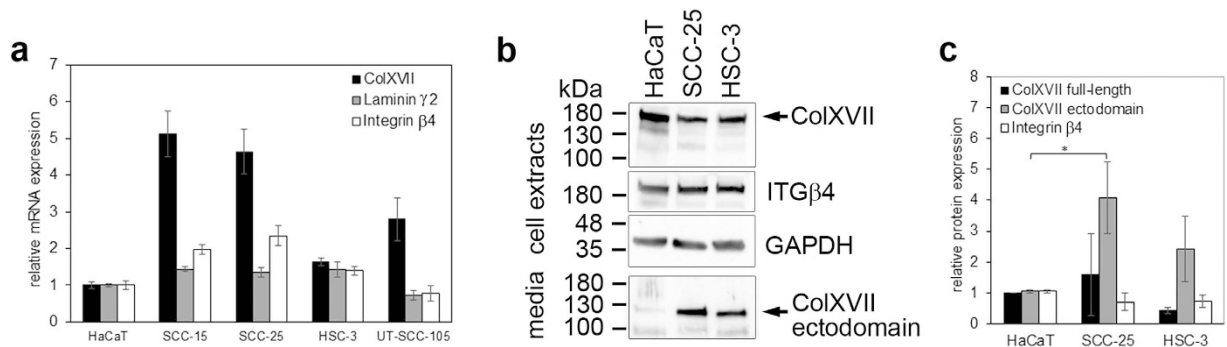 a
relative mRNA expression
7
6
5
4
3
2
1
0
ColXVII
Laminin γ2
Integrin β4
HaCaT SCC-15 SCC-25 HSC-3 UT-SCC-105
b
kDa
HaCaT
SCC-25
HSC-3
cell extracts
180
130
100
ColXVII
180
ITGβ4
48
35
GAPDH
media
180
130
100
ColXVII
ectodomain
c
relative protein expression
8
7
6
5
4
3
2
1
0
ColXVII full-length
ColXVII ectodomain
Integrin β4
*
HaCaT SCC-25 HSC-3